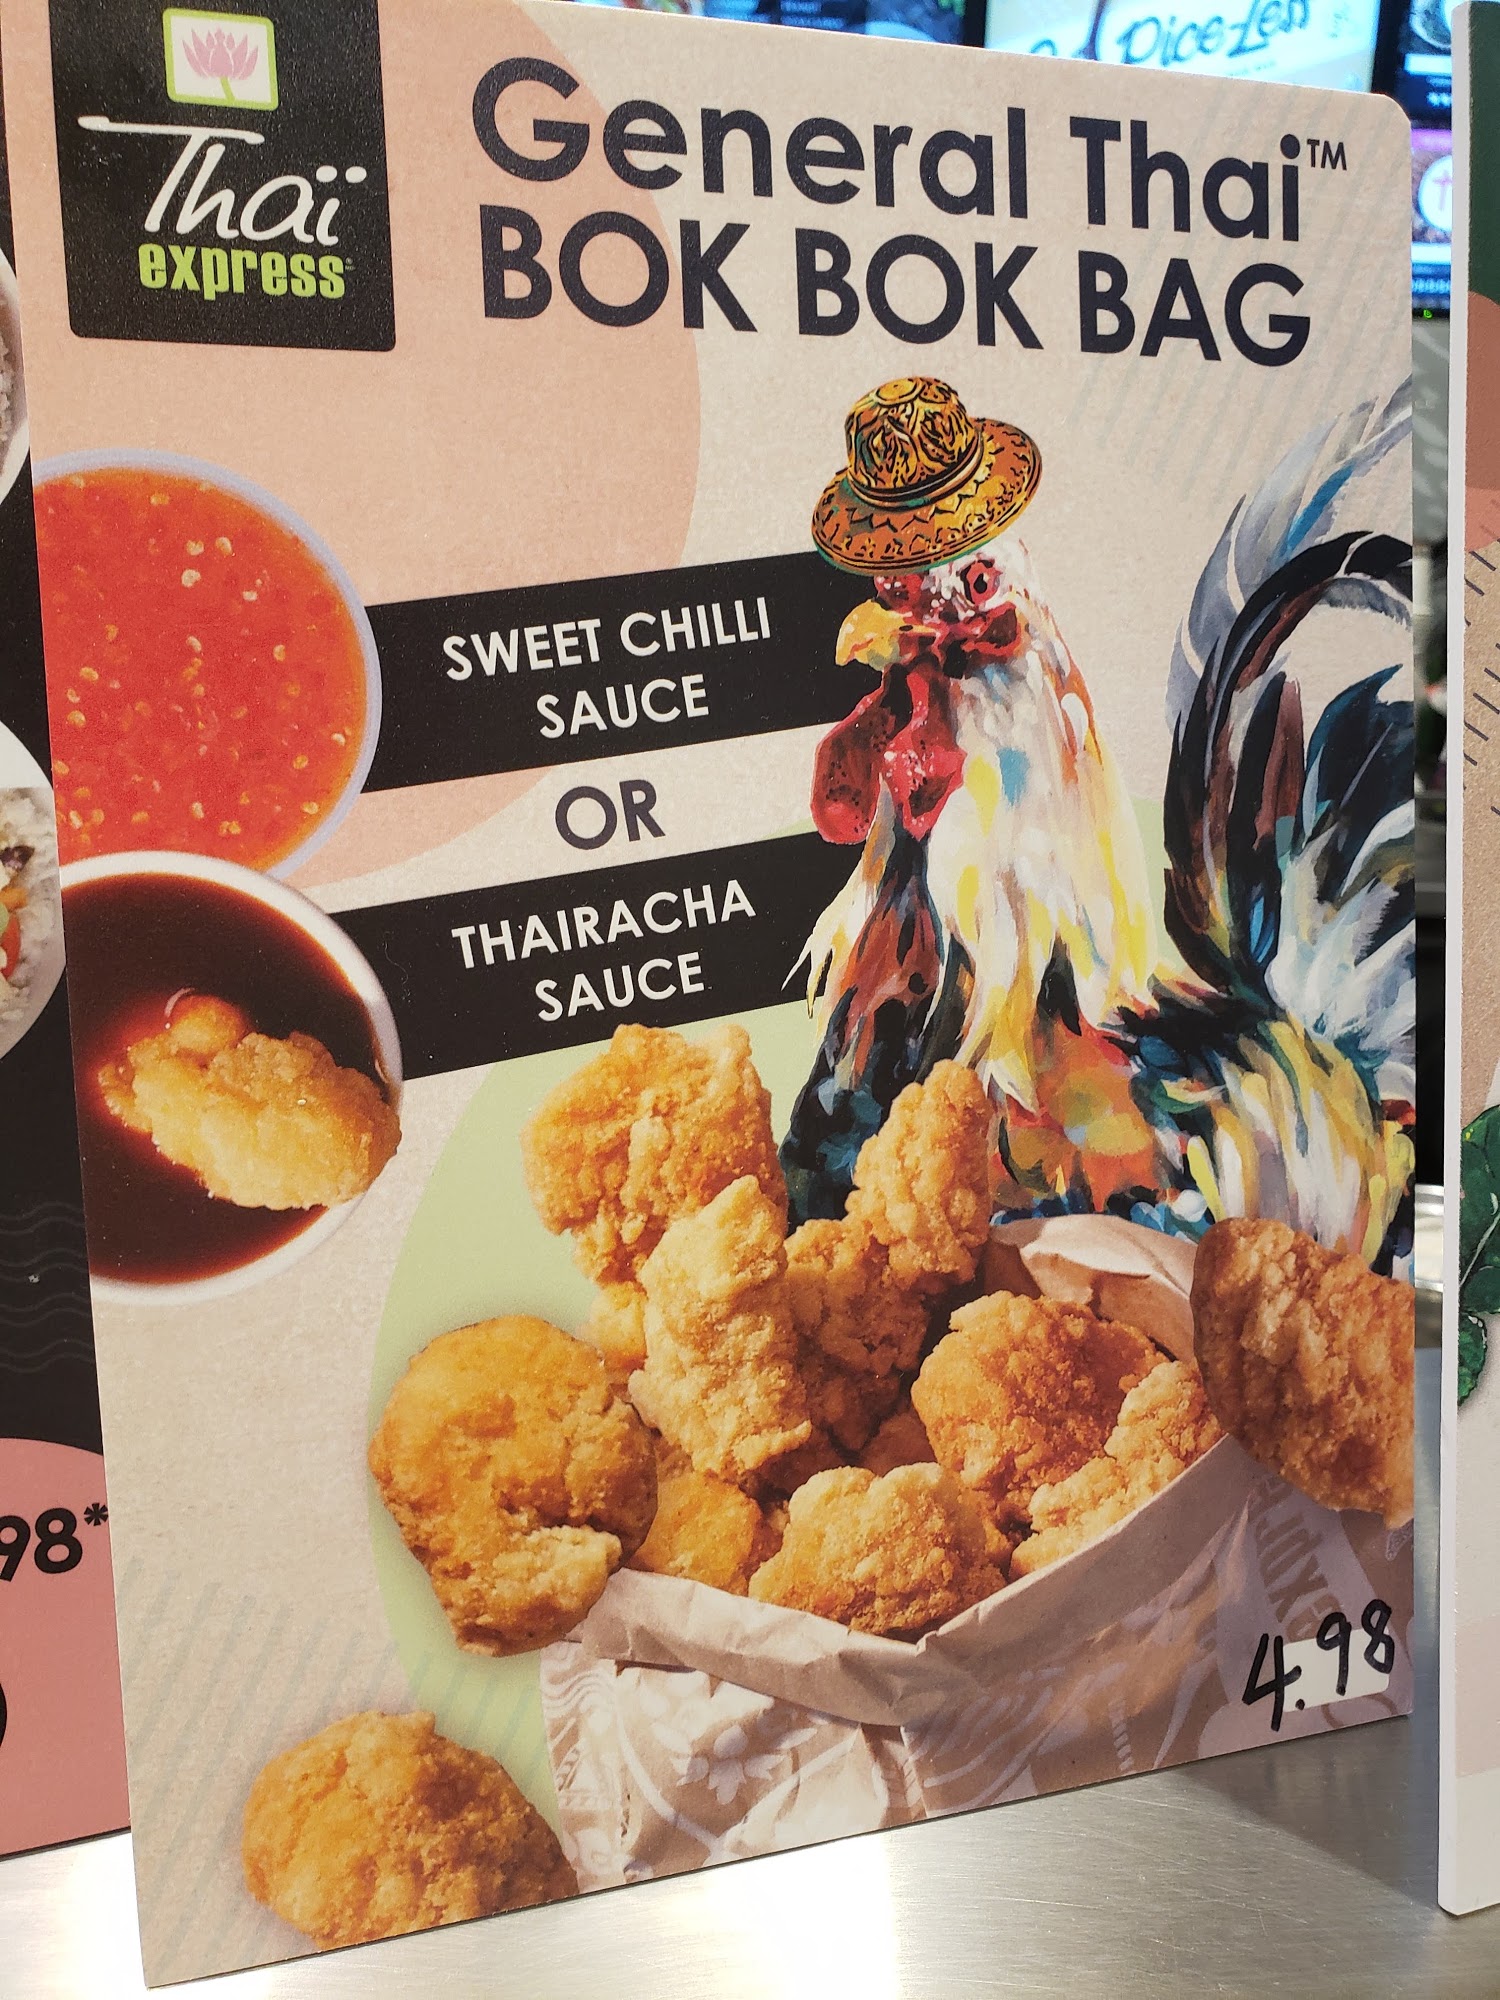 Thaï
express
General Thai™
BOK BOK BAG
SWEET CHILLI
SAUCE
OR
THAIRACHA
SAUCE
98*
4.98